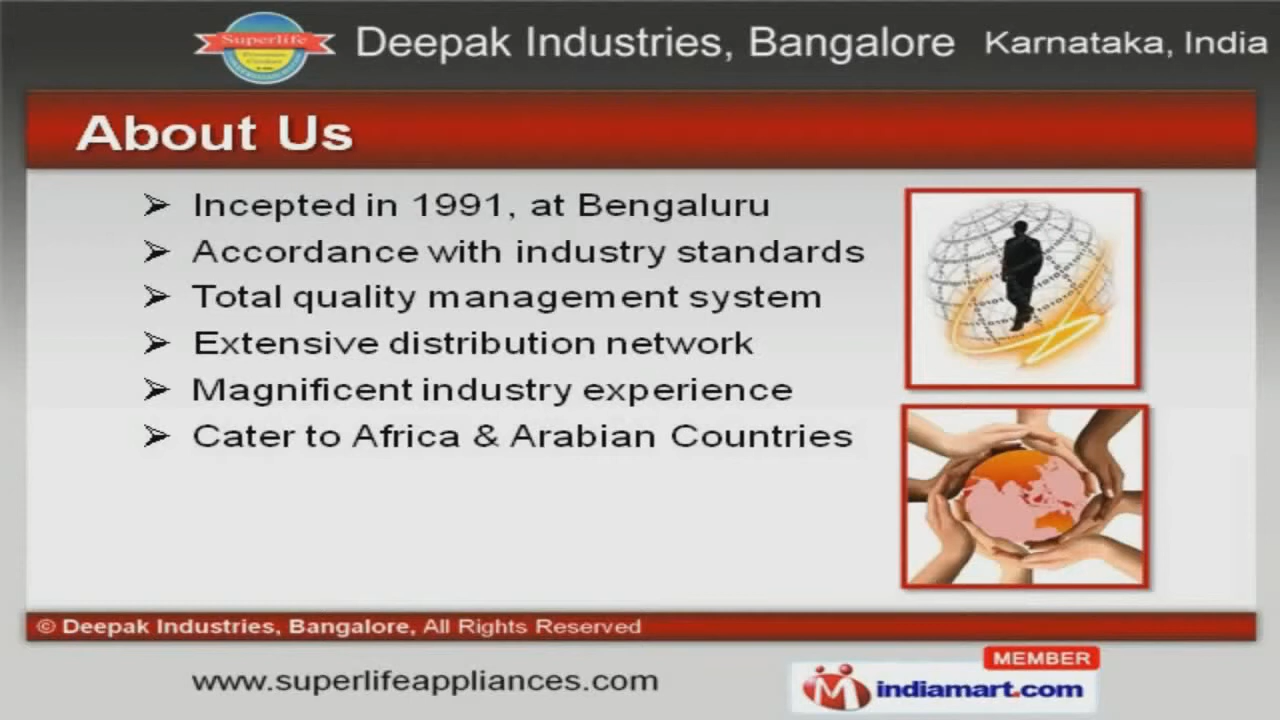 Superlife
Deepak Industries, Bangalore Karnataka, India
About Us
➢ Incepted in 1991, at Bengaluru
➢ Accordance with industry standards
➢ Total quality management system
➢ Extensive distribution network
➢ Magnificent industry experience
➢ Cater to Africa & Arabian Countries
© Deepak Industries, Bangalore, All Rights Reserved
www.superlifeappliances.com
MEMBER
indiamart.com